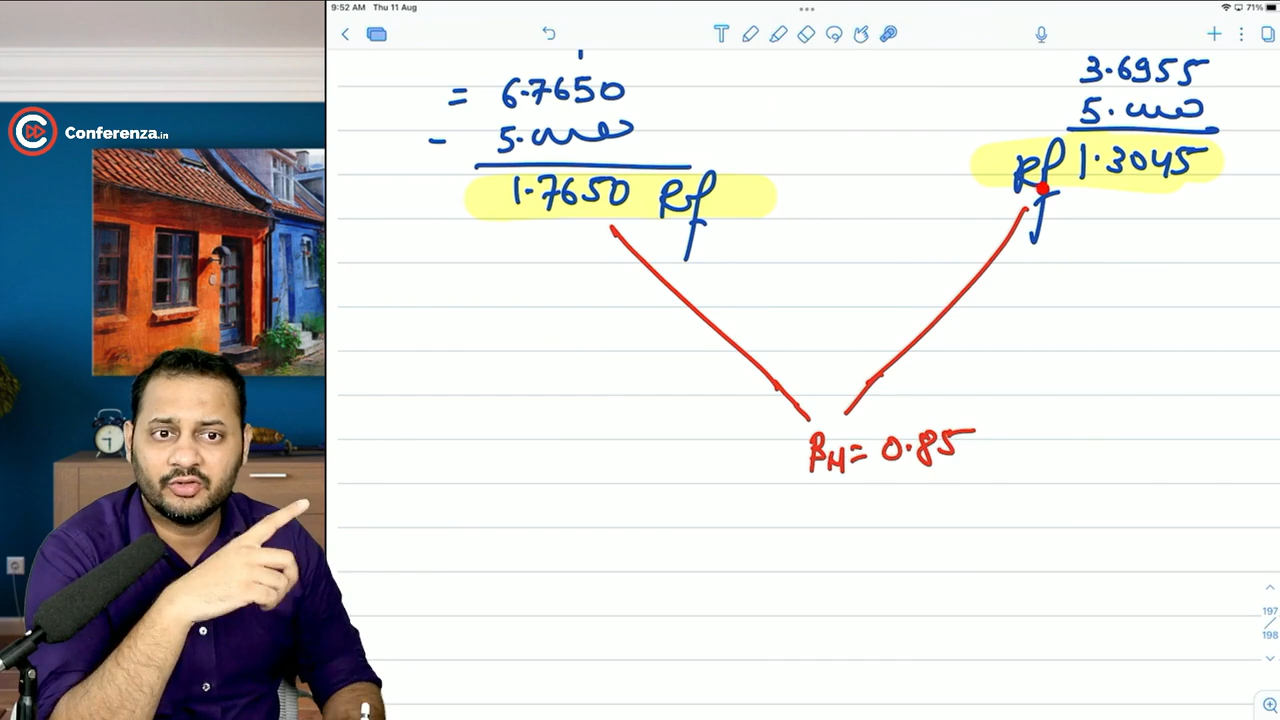 9:52 AM Thu 11 Aug
71%
Conferenza.in
= 6.7650
- 5.
1.7650 Rf
3.6955
5.
Rf 1.3045
βH = 0.85
197
198